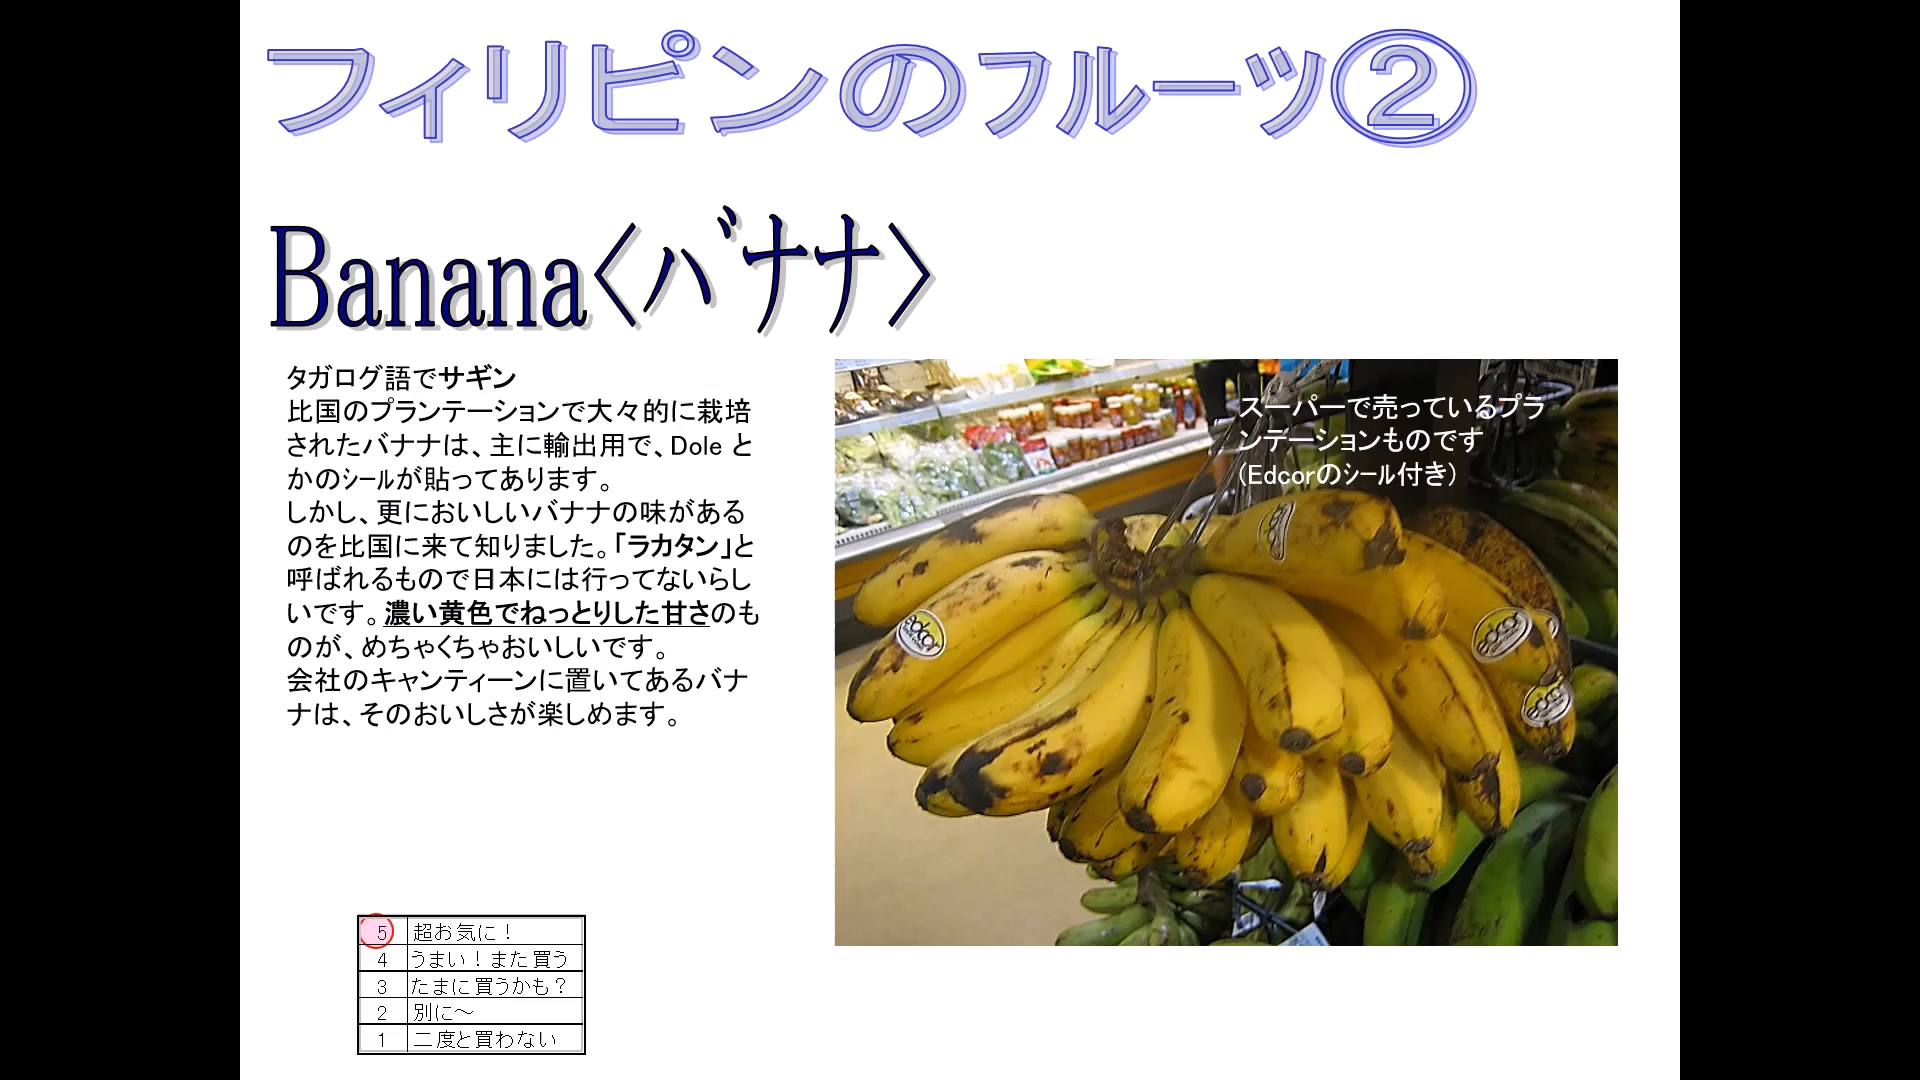 フィリピンのフルーツ②
Banana〈バナナ〉
タガログ語でサギン
比国のプランテーションで大々的に栽培
されたバナナは、主に輸出用で、Dole と
かのｼｰﾙが貼ってあります。
しかし、更においしいバナナの味がある
のを比国に来て知りました。「ラカタン」と
呼ばれるもので日本には行ってないらし
いです。濃い黄色でねっとりした甘さのも
のが、めちゃくちゃおいしいです。
会社のキャンティーンに置いてあるバナ
ナは、そのおいしさが楽しめます。
スーパーで売っているプラ
ンテーションものです
(Edcorのｼｰﾙ付き)
edcor
edcor
edcor
5 超お気に！
4 うまい！また買う
3 たまに買うかも？
2 別に～
1 二度と買わない